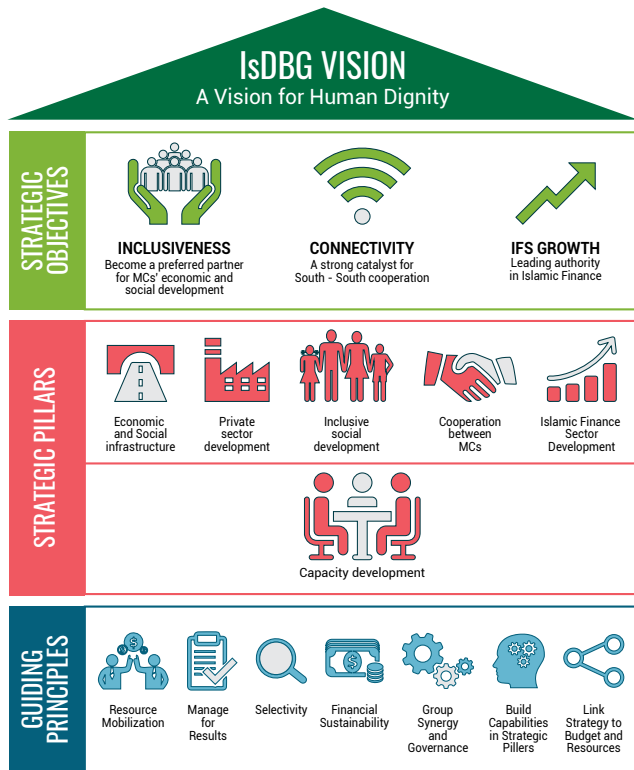 IsDBG VISION
A Vision for Human Dignity
STRATEGIC
OBJECTIVES
INCLUSIVENESS
Become a preferred partner
for MCs' economic and
social development
CONNECTIVITY
A strong catalyst for
South - South cooperation
IFS GROWTH
Leading authority
in Islamic Finance
STRATEGIC PILLARS
Economic
and Social
infrastructure
Private
sector
development
Inclusive
social
development
Cooperation
between
MCs
Islamic Finance
Sector
Development
Capacity development
GUIDING
PRINCIPLES
$
Resource
Mobilization
Manage
for
Results
Selectivity
$
Financial
Sustainability
Group
Synergy
and
Governance
Build
Capabilities
in Strategic
Pillers
Link
Strategy to
Budget and
Resources